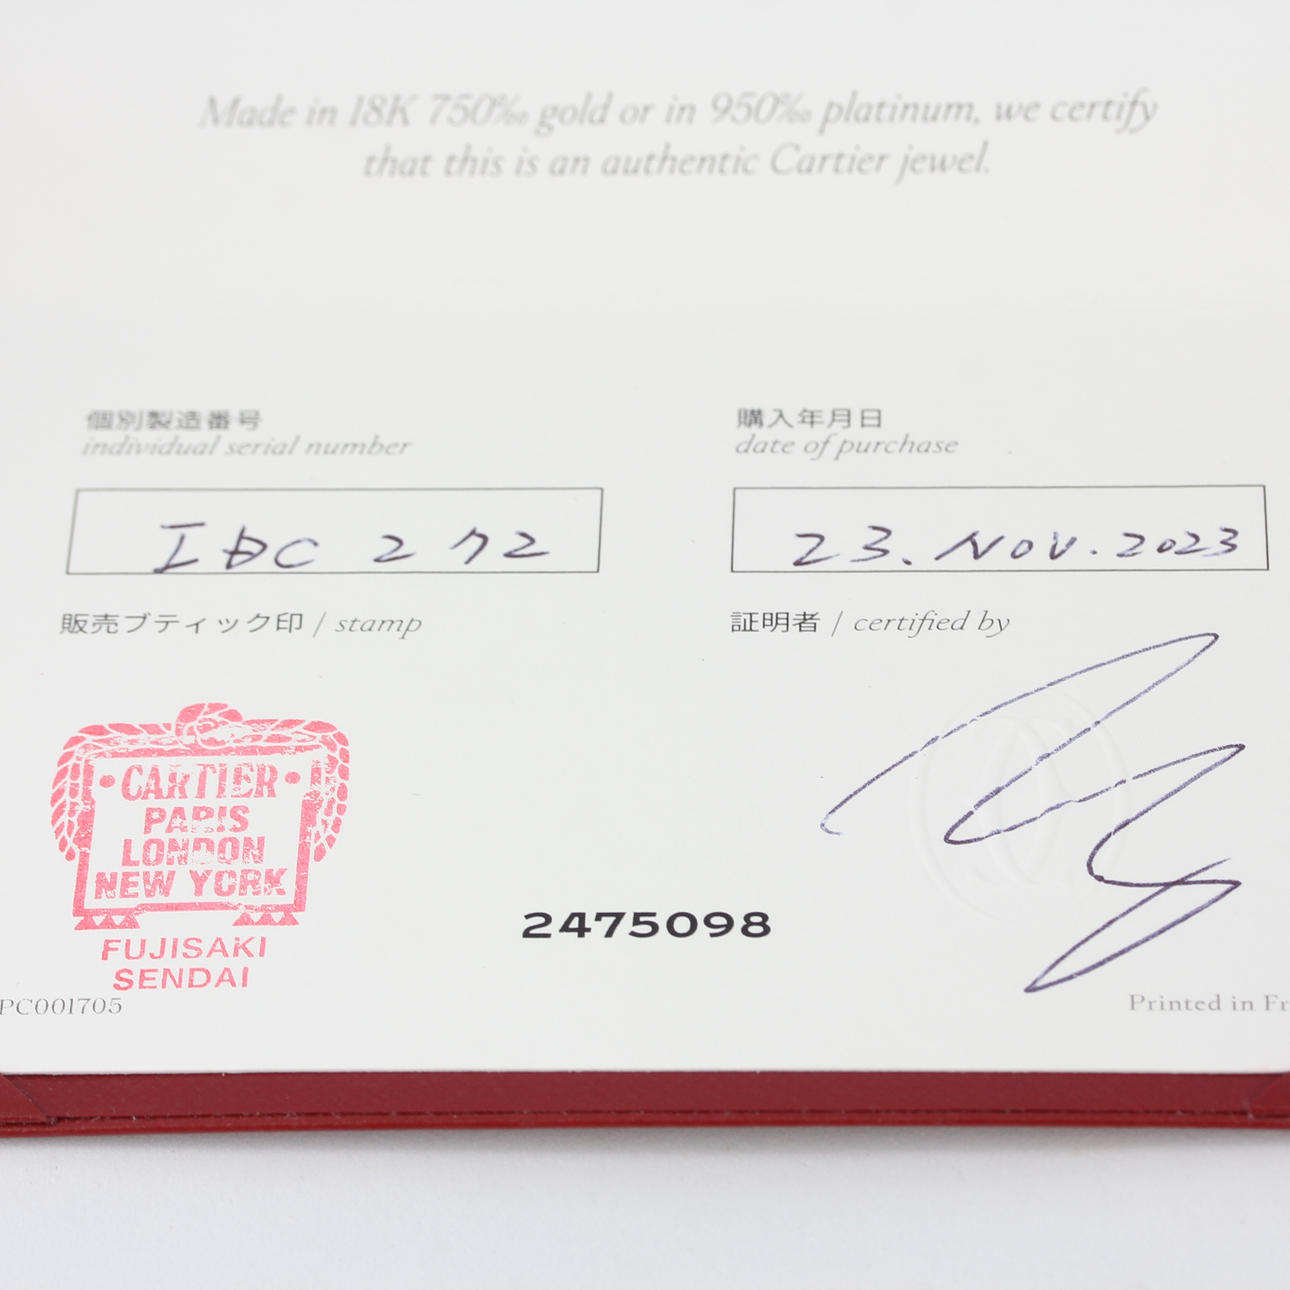 Made in 18K 750‰ gold or in 950‰ platinum, we certify
that this is an authentic Cartier jewel.
個別製造番号
individual serial number
購入年月日
date of purchase
IDC 272
23. NOV. 2023
販売ブティック印 / stamp
証明者 / certified by
• CARTIER •
PARIS
LONDON
NEW YORK
FUJISAKI
SENDAI
2475098
PC001705
Printed in Fr